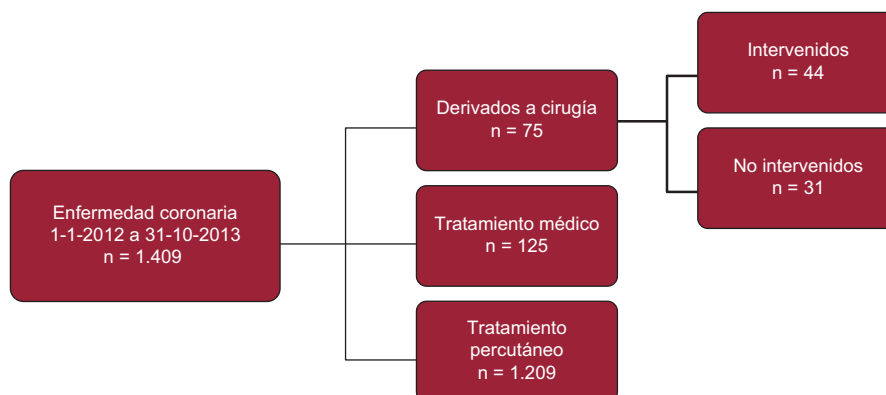 Enfermedad coronaria
1-1-2012 a 31-10-2013
n = 1.409
Derivados a cirugía
n = 75
Tratamiento médico
n = 125
Tratamiento
percutáneo
n = 1.209
Intervenidos
n = 44
No intervenidos
n = 31